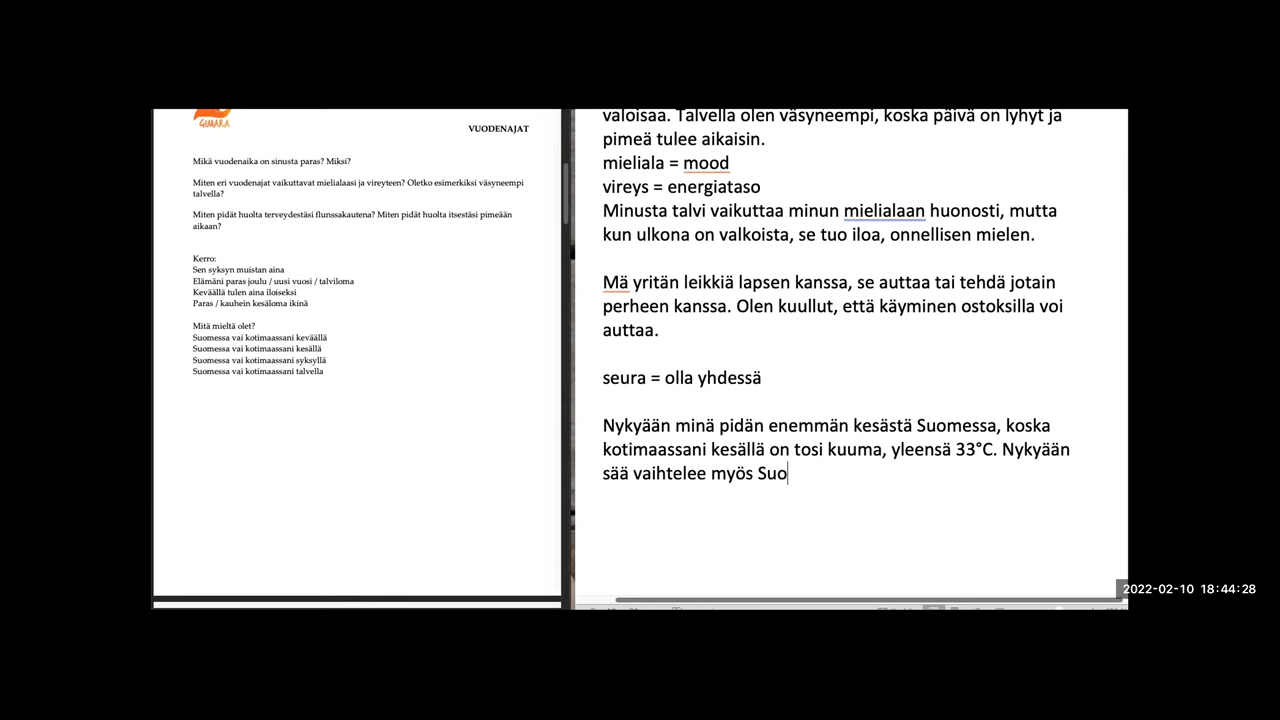 GIMARA
VUODENAJAT
Mikä vuodenaika on sinusta paras? Miksi?
Miten eri vuodenajat vaikuttavat mielialaasi ja vireyteen? Oletko esimerkiksi väsyneempi
talvella?
Miten pidät huolta terveydestäsi flunssakautena? Miten pidät huolta itsestäsi pimeään
aikaan?
Kerro:
Sen syksyn muistan aina
Elämäni paras joulu / uusi vuosi / talviloma
Keväällä tulen aina iloiseksi
Paras / kauhein kesäloma ikinä
Mitä mieltä olet?
Suomessa vai kotimaassani keväällä
Suomessa vai kotimaassani kesällä
Suomessa vai kotimaassani syksyllä
Suomessa vai kotimaassani talvella
valoisaa. Talvella olen väsyneempi, koska päivä on lyhyt ja
pimeä tulee aikaisin.
mieliala = mood
vireys = energiataso
Minusta talvi vaikuttaa minun mielialaan huonosti, mutta
kun ulkona on valkoista, se tuo iloa, onnellisen mielen.
Mä yritän leikkiä lapsen kanssa, se auttaa tai tehdä jotain
perheen kanssa. Olen kuullut, että käyminen ostoksilla voi
auttaa.
seura = olla yhdessä
Nykyään minä pidän enemmän kesästä Suomessa, koska
kotimaassani kesällä on tosi kuuma, yleensä 33°C. Nykyään
sää vaihtelee myös Suo
2022-02-10 18:44:28